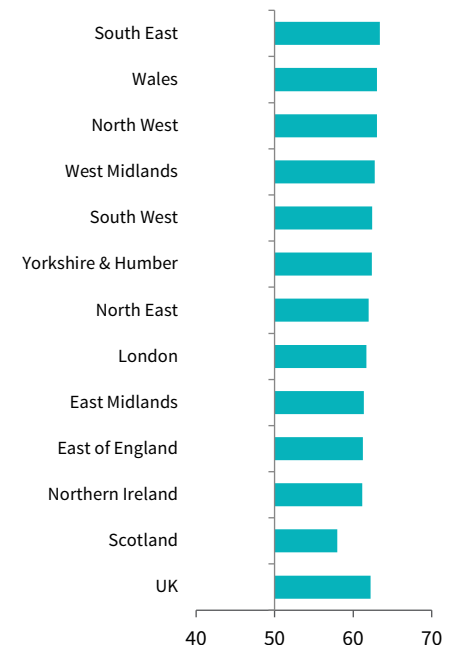 South East
Wales
North West
West Midlands
South West
Yorkshire & Humber
North East
London
East Midlands
East of England
Northern Ireland
Scotland
UK
40 50 60 70